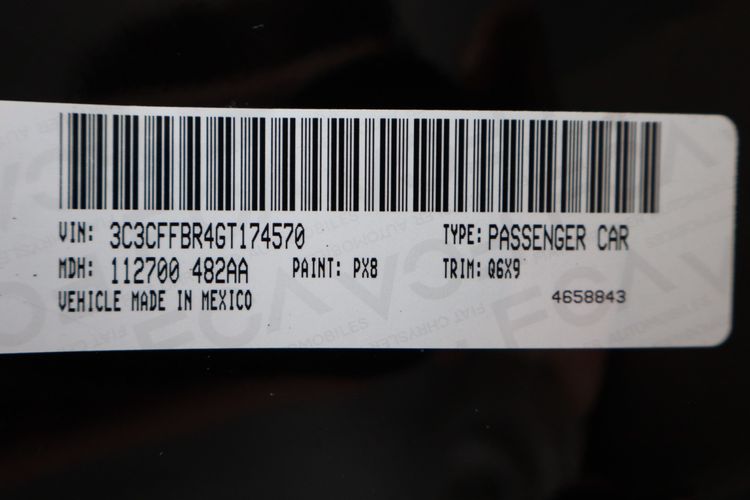 VIN: 3C3CFFBR4GT174570 TYPE: PASSENGER CAR
MDH: 112700 482AA PAINT: PX8 TRIM: Q6X9
VEHICLE MADE IN MEXICO 4658843